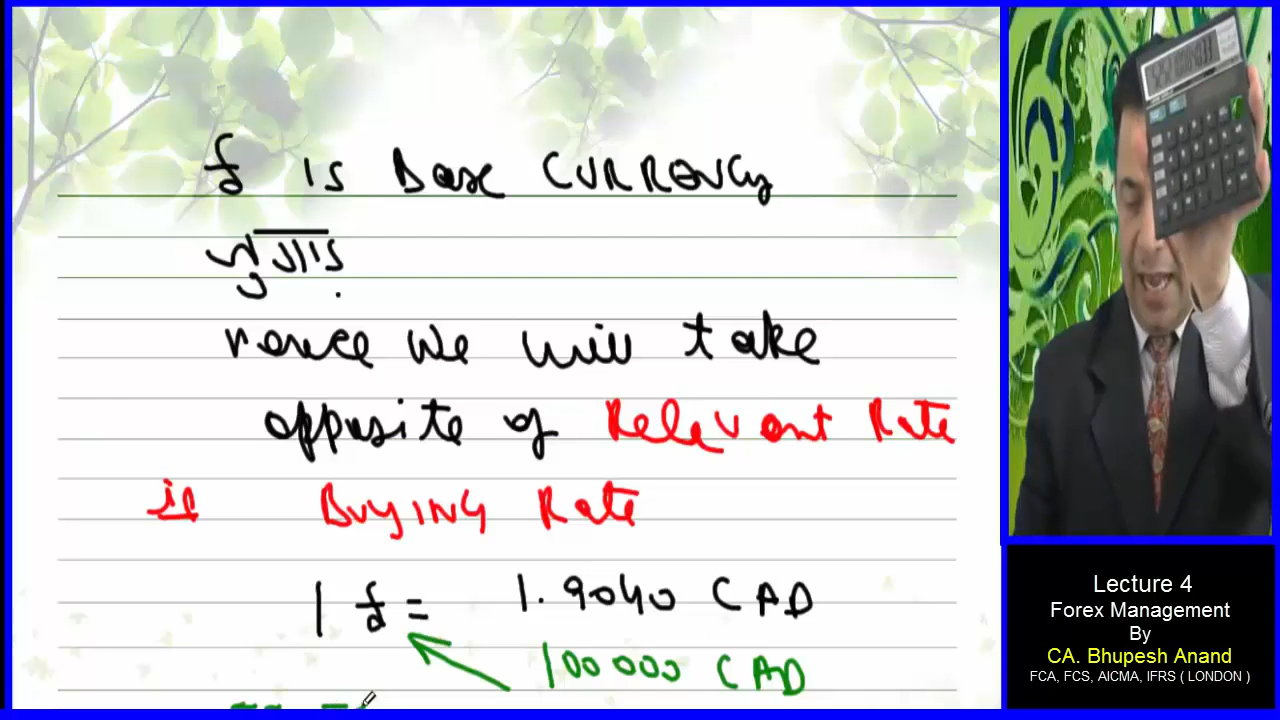 £ is Base CURRENCY
hence we will take
opposite of Relevant Rate
ie Buying Rate
1 £ = 1.9040 CAD
100000 CAD
Lecture 4
Forex Management
By
CA. Bhupesh Anand
FCA, FCS, AICMA, IFRS ( LONDON )